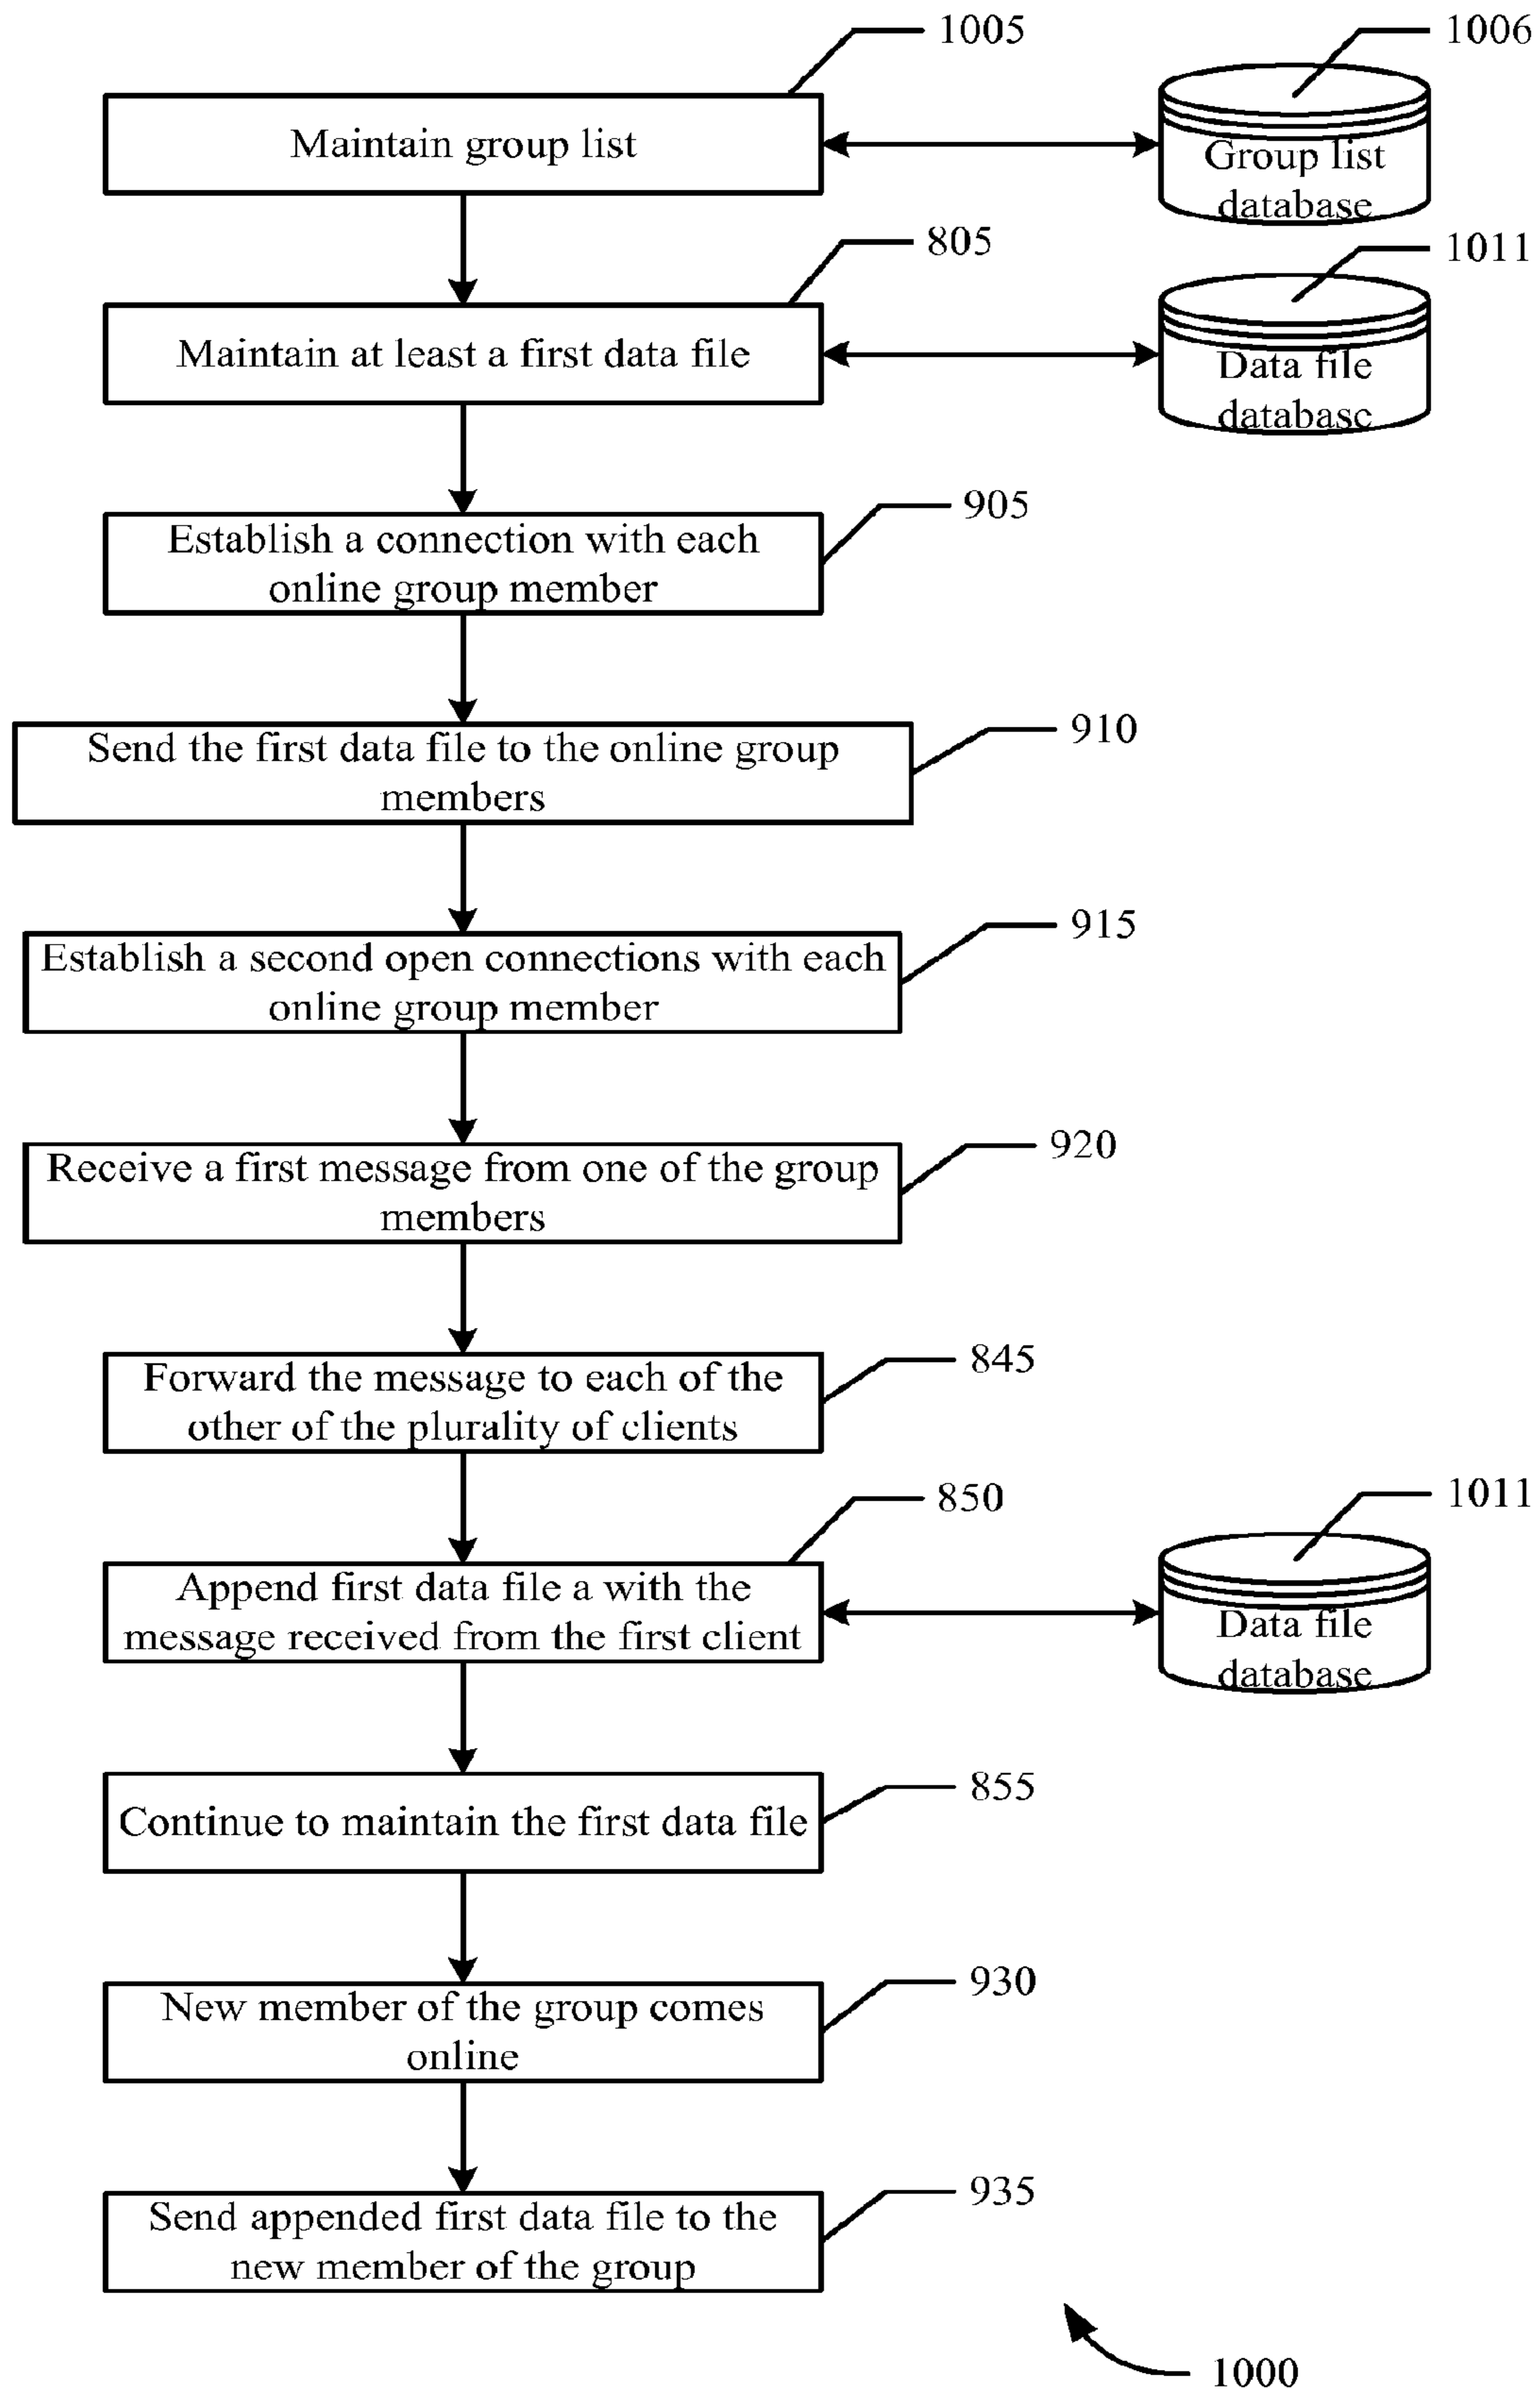 1005
1006
Maintain group list
Group list
database
805
1011
Maintain at least a first data file
Data file
database
905
Establish a connection with each
online group member
910
Send the first data file to the online group
members
915
Establish a second open connections with each
online group member
920
Receive a first message from one of the group
members
845
Forward the message to each of the
other of the plurality of clients
850
1011
Append first data file a with the
message received from the first client
Data file
database
855
Continue to maintain the first data file
930
New member of the group comes
online
935
Send appended first data file to the
new member of the group
1000